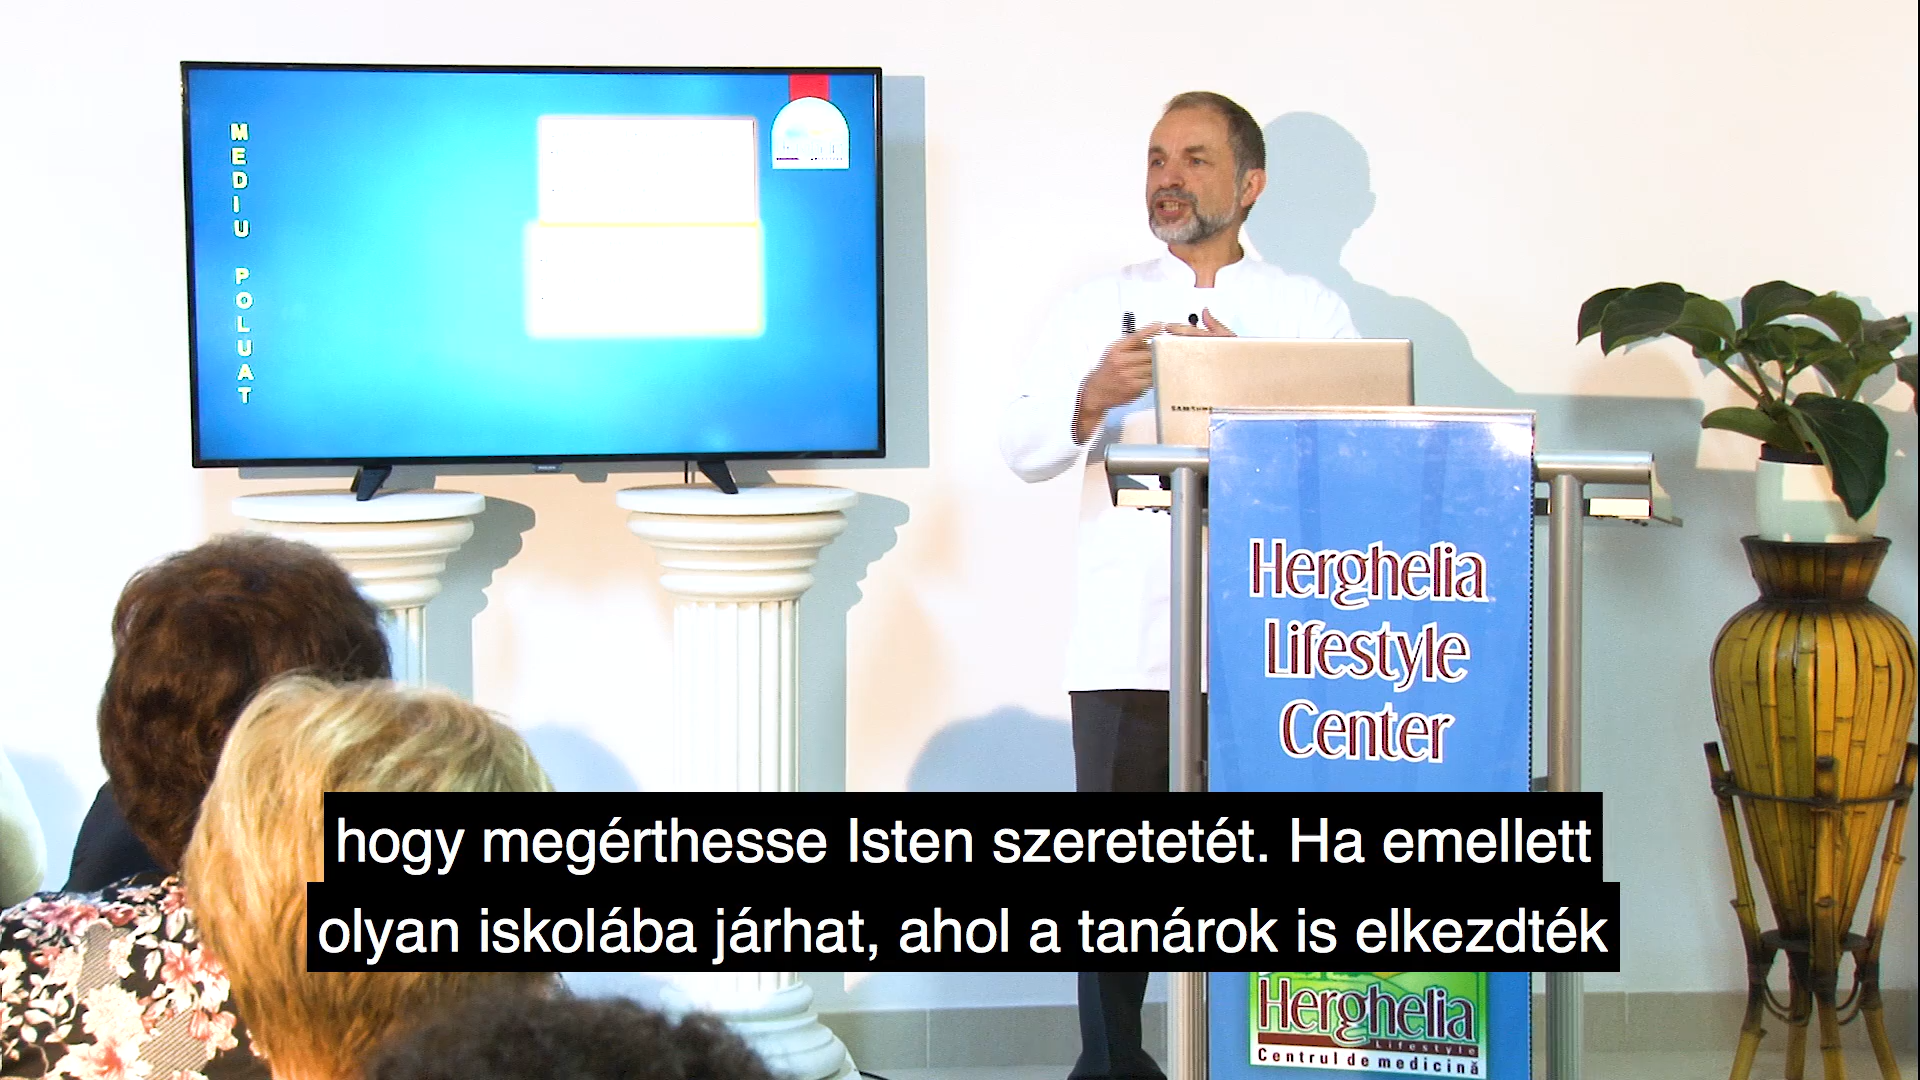 MEDIU POLUAT
SAMSUNG
Herghelia
Lifestyle
Center
hogy megérthesse Isten szeretetét. Ha emellett
olyan iskolába járhat, ahol a tanárok is elkezdték
Herghelia
Lifestyle
Centrul de medicină